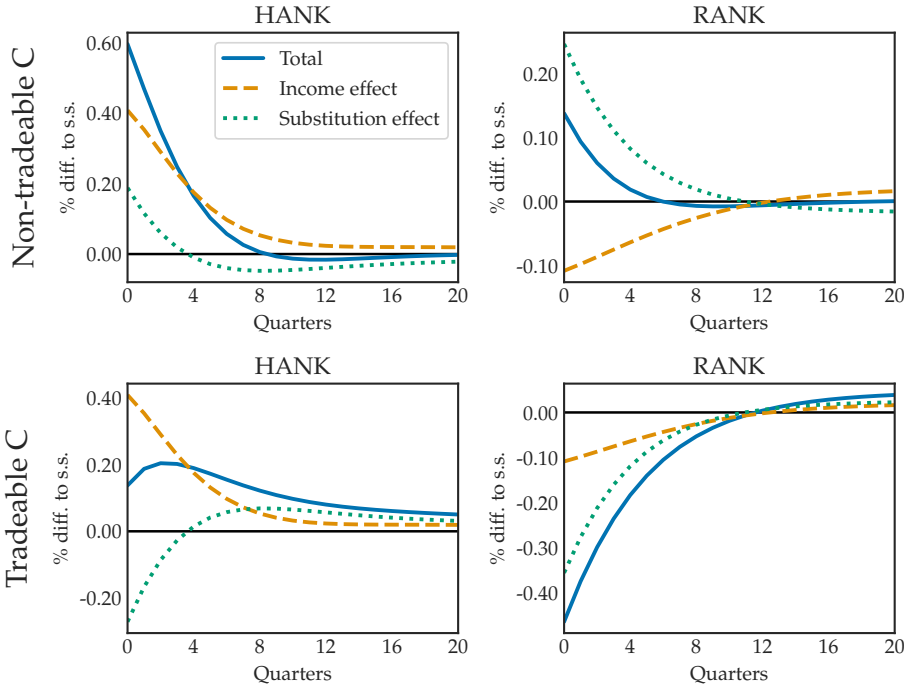 HANK
RANK
Non-tradeable C
% diff. to s.s.
0.60
0.40
0.20
0.00
Total
Income effect
Substitution effect
0
4
8
12
16
20
Quarters
% diff. to s.s.
0.20
0.10
0.00
-0.10
0
4
8
12
16
20
Quarters
HANK
RANK
Tradeable C
% diff. to s.s.
0.40
0.20
0.00
-0.20
0
4
8
12
16
20
Quarters
% diff. to s.s.
0.00
-0.10
-0.20
-0.30
-0.40
0
4
8
12
16
20
Quarters